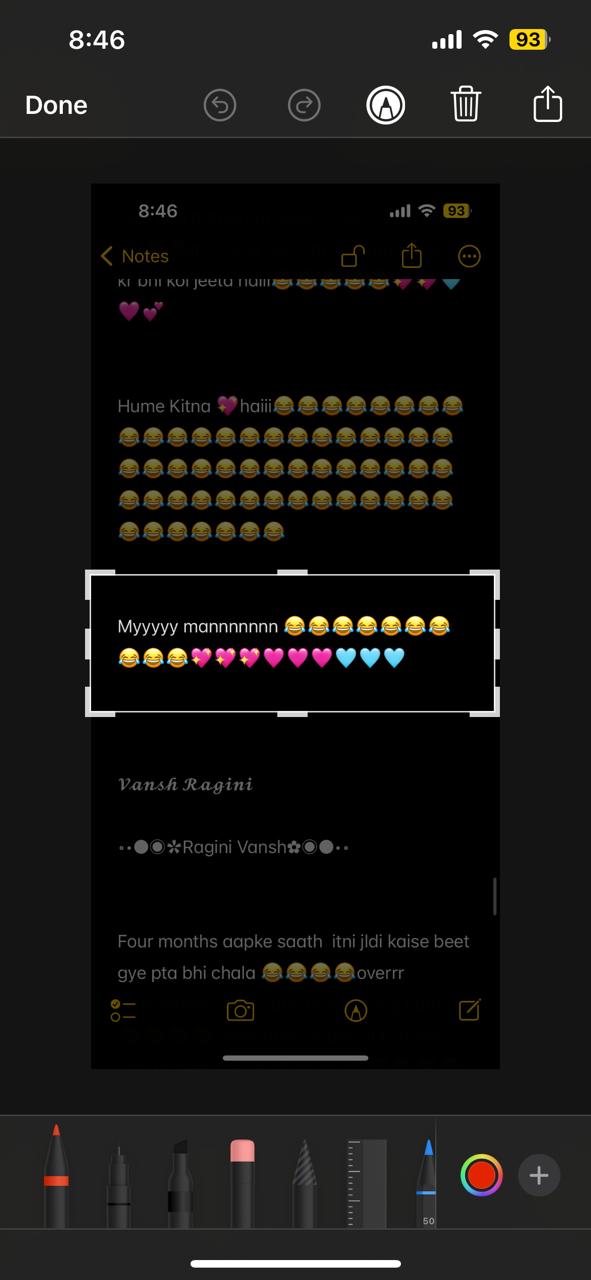 8:46
93
Done
8:46
93
Notes
ki bhi koi jeeta haiii😂😂😂😂😂💖💖🩵
🩷💕
Hume Kitna 💖haiii😂😂😂😂😂😂😂😂
😂😂😂😂😂😂😂😂😂😂😂😂😂😂
😂😂😂😂😂😂😂😂😂😂😂😂😂😂
😂😂😂😂😂😂😂😂😂😂😂😂😂😂
😂😂😂😂😂😂😂
Myyyyy mannnnnnn 😂😂😂😂😂😂😂
😂😂😂💖💖💖🩷🩷🩷🩵🩵🩵
𝓥𝓪𝓷𝓼𝓱 𝓡𝓪𝓰𝓲𝓷𝓲
∘∙●◉✲Ragini Vansh✿◉●∙∙
Four months aapke saath  itni jldi kaise beet
gye pta bhi chala 😂😂😂😂overrr
50